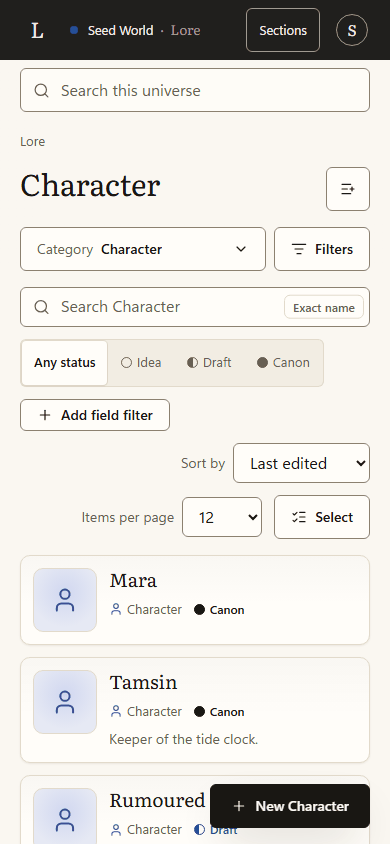 L Seed World · Lore Sections S
Search this universe
Lore
Character
Category Character Filters
Search Character Exact name
Any status Idea Draft Canon
Add field filter
Sort by Last edited
Items per page 12 Select
Mara
Character Canon
Tamsin
Character Canon
Keeper of the tide clock.
Rumoured
New Character
Character Draft